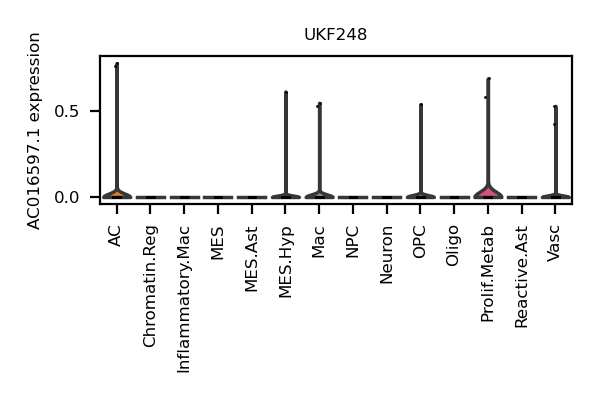 UKF248
AC016597.1 expression
0.5
0.0
AC
Chromatin.Reg
Inflammatory.Mac
MES
MES.Ast
MES.Hyp
Mac
NPC
Neuron
OPC
Oligo
Prolif.Metab
Reactive.Ast
Vasc